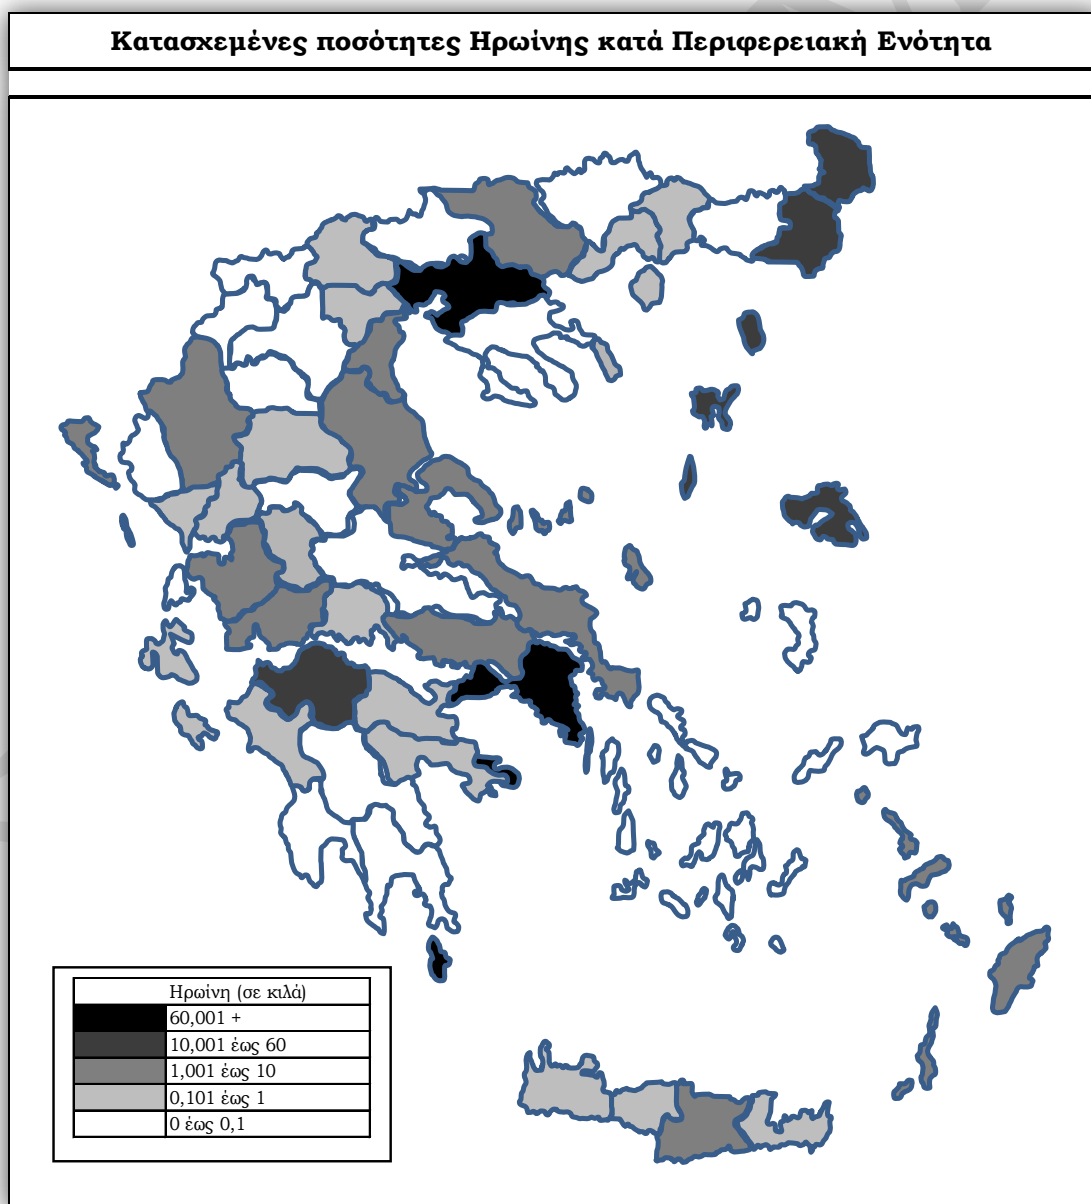 Κατασχεμένες ποσότητες Ηρωίνης κατά Περιφερειακή Ενότητα
Ηρωίνη (σε κιλά)
60,001 +
10,001 έως 60
1,001 έως 10
0,101 έως 1
0 έως 0,1